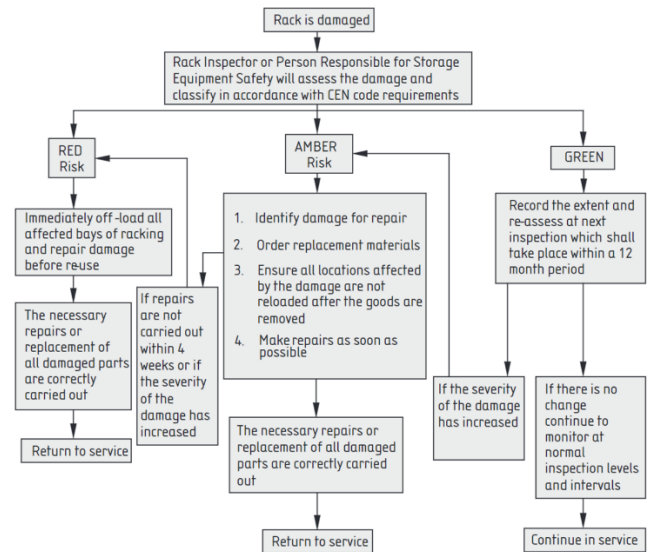 Rack is damaged
Rack Inspector or Person Responsible for Storage
Equipment Safety will assess the damage and
classify in accordance with CEN code requirements
RED
Risk
Immediately off-load all
affected bays of racking
and repair damage
before re-use
The necessary
repairs or
replacement of
all damaged parts
are correctly
carried out
Return to service
If repairs
are not
carried out
within 4
weeks or if
the severity
of the
damage has
increased
AMBER
Risk
1. Identify damage for repair
2. Order replacement materials
3. Ensure all locations affected
by the damage are not
reloaded after the goods are
removed
4. Make repairs as soon as
possible
The necessary repairs or
replacement of all damaged
parts are correctly carried
out
Return to service
GREEN
Record the extent and
re-assess at next
inspection which shall
take place within a 12
month period
If the severity
of the damage
has increased
If there is no
change
continue to
monitor at
normal
inspection levels
and intervals
Continue in service